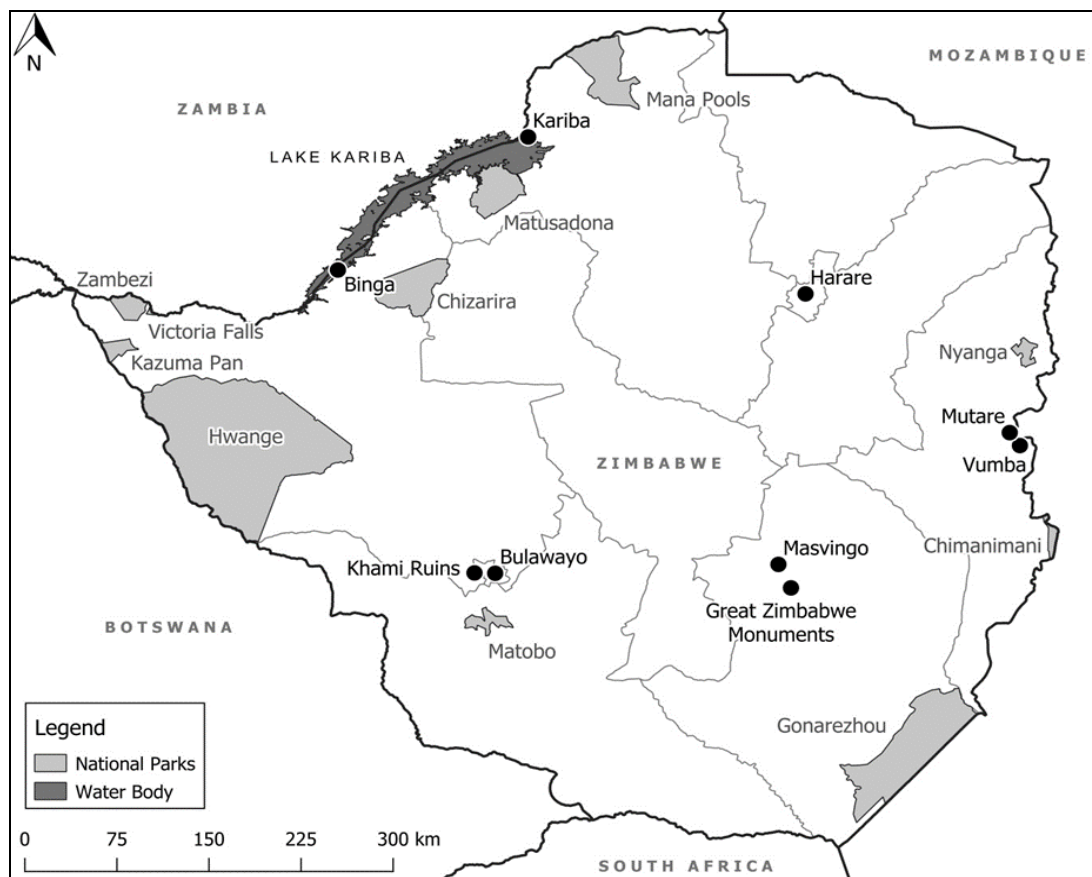 N
MOZAMBIQUE
ZAMBIA
Mana Pools
Kariba
LAKE KARIBA
Matusadona
Zambezi
Binga
Chizarira
Harare
Victoria Falls
Kazuma Pan
Nyanga
Hwange
Mutare
ZIMBABWE
Vumba
Chimanimani
Masvingo
Khami Ruins
Bulawayo
Great Zimbabwe
Monuments
BOTSWANA
Matobo
Gonarezhou
Legend
National Parks
Water Body
0 75 150 225 300 km
SOUTH AFRICA